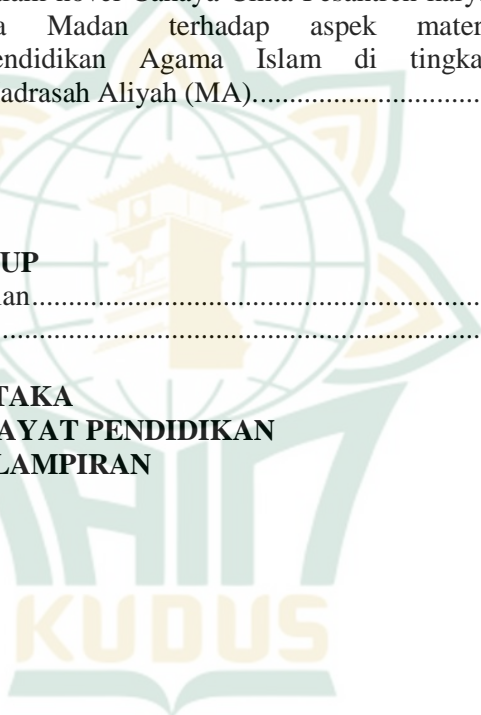 dalam novel Cahaya Cinta Pesantren kary
a Madan terhadap aspek mater
endidikan Agama Islam di tingka
adrasah Aliyah (MA)........................................
UP
lan..............................................................................
....................................................................................
TAKA
AYAT PENDIDIKAN
LAMPIRAN
KUDUS